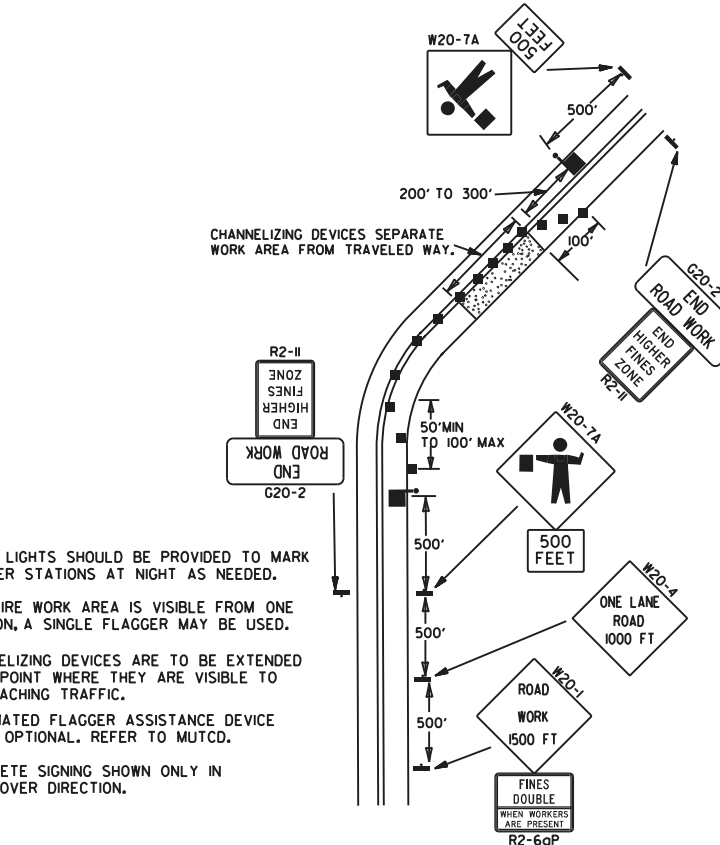 W20-7A
500
FEET
500'
200' TO 300'
CHANNELIZING DEVICES SEPARATE
WORK AREA FROM TRAVELED WAY.
100'
G20-2
END
ROAD WORK
END
HIGHER
FINES
ZONE
R2-11
R2-11
END
HIGHER
FINES
ZONE
END
ROAD WORK
G20-2
50'MIN
TO 100' MAX
W20-7A
500
FEET
500'
LIGHTS SHOULD BE PROVIDED TO MARK
ER STATIONS AT NIGHT AS NEEDED.
IRE WORK AREA IS VISIBLE FROM ONE
ON, A SINGLE FLAGGER MAY BE USED.
W20-4
ONE LANE
ROAD
1000 FT
500'
ELIZING DEVICES ARE TO BE EXTENDED
POINT WHERE THEY ARE VISIBLE TO
ACHING TRAFFIC.
W20-1
ROAD
WORK
1500 FT
500'
MATED FLAGGER ASSISTANCE DEVICE
OPTIONAL. REFER TO MUTCD.
ETE SIGNING SHOWN ONLY IN
OVER DIRECTION.
FINES
DOUBLE
WHEN WORKERS
ARE PRESENT
R2-6aP